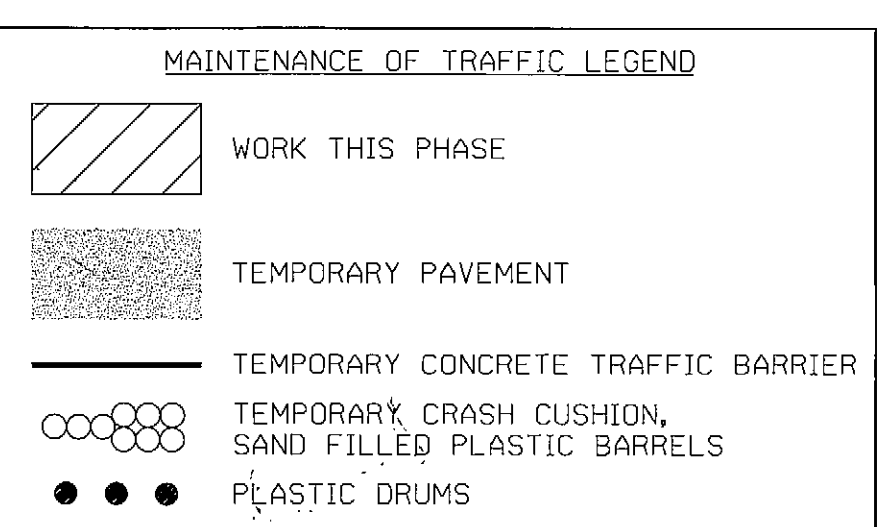 MAINTENANCE OF TRAFFIC LEGEND
WORK THIS PHASE
TEMPORARY PAVEMENT
TEMPORARY CONCRETE TRAFFIC BARRIER
TEMPORARY CRASH CUSHION,
SAND FILLED PLASTIC BARRELS
PLASTIC DRUMS